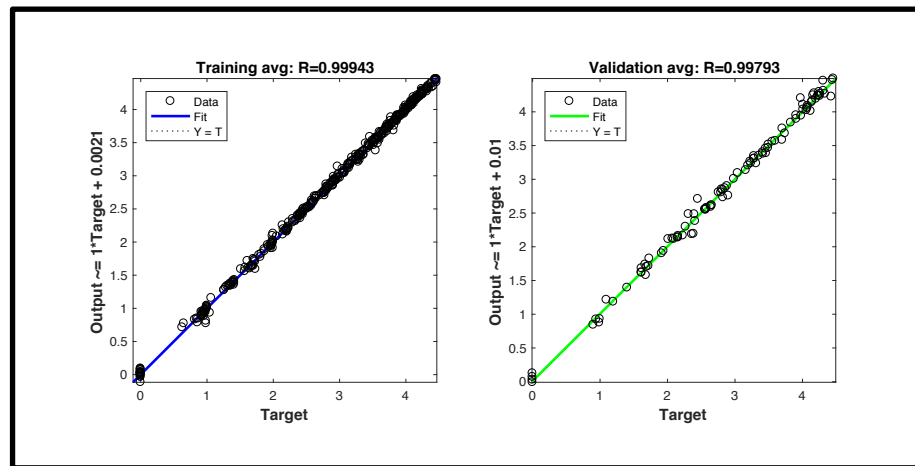 Training avg: R=0.99943
Data
Fit
Y = T
Output ~= 1*Target + 0.0021
4
3.5
3
2.5
2
1.5
1
0.5
0
0
1
2
3
4
Target
Validation avg: R=0.99793
Data
Fit
Y = T
Output ~= 1*Target + 0.01
4
3.5
3
2.5
2
1.5
1
0.5
0
0
1
2
3
4
Target